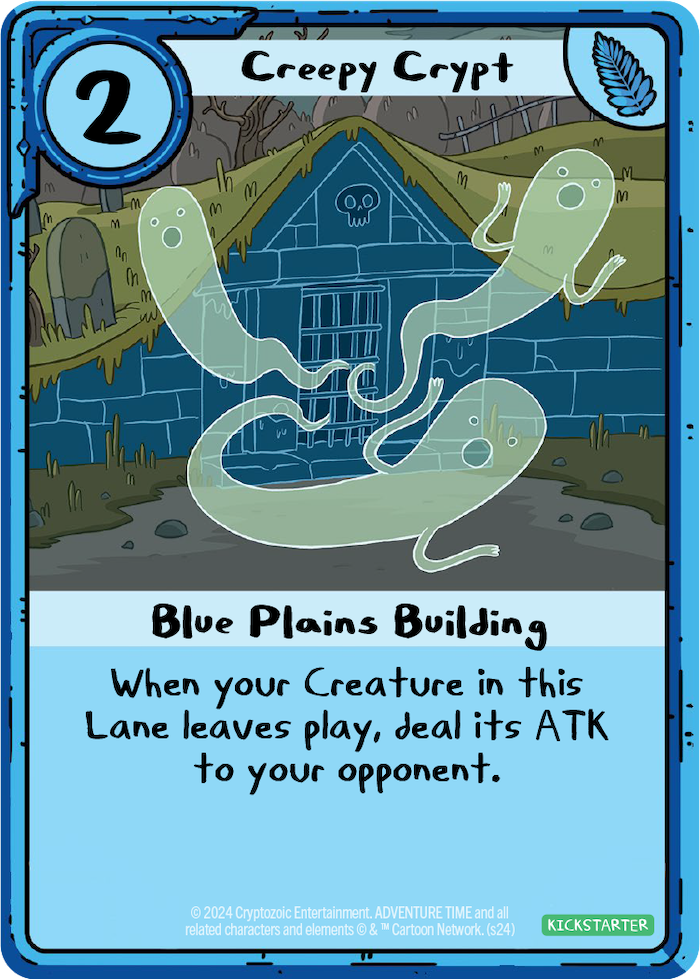 2
Creepy Crypt
Blue Plains Building
When your Creature in this
Lane leaves play, deal its ATK
to your opponent.
© 2024 Cryptozoic Entertainment. ADVENTURE TIME and all
related characters and elements © & ™ Cartoon Network. (s24)
KICKSTARTER